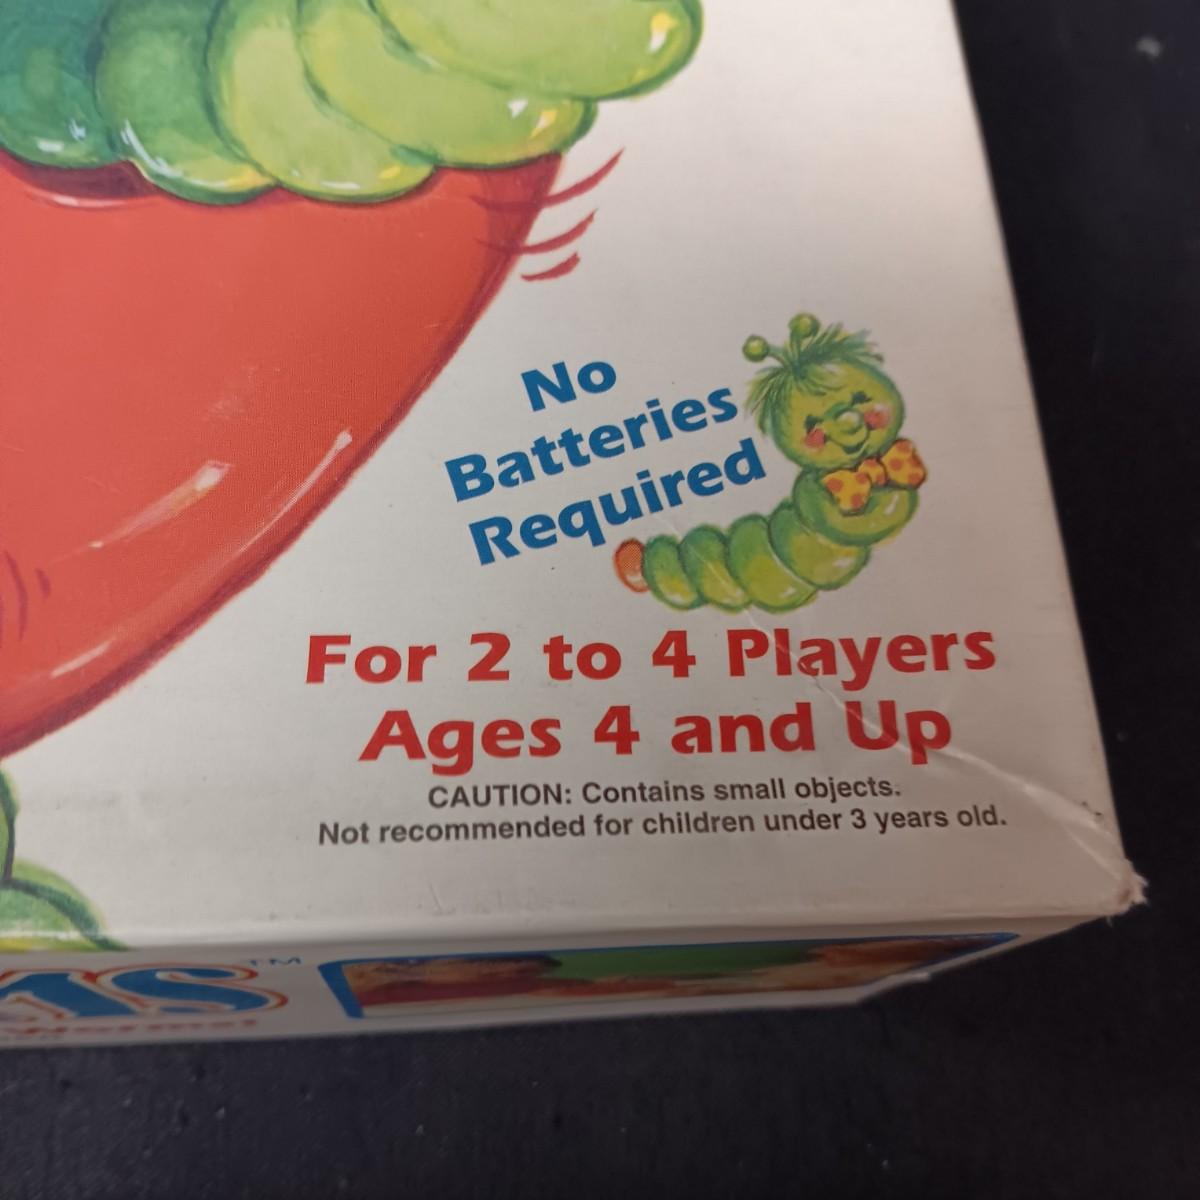 No
Batteries
Required
For 2 to 4 Players
Ages 4 and Up
CAUTION: Contains small objects.
Not recommended for children under 3 years old.
AS™